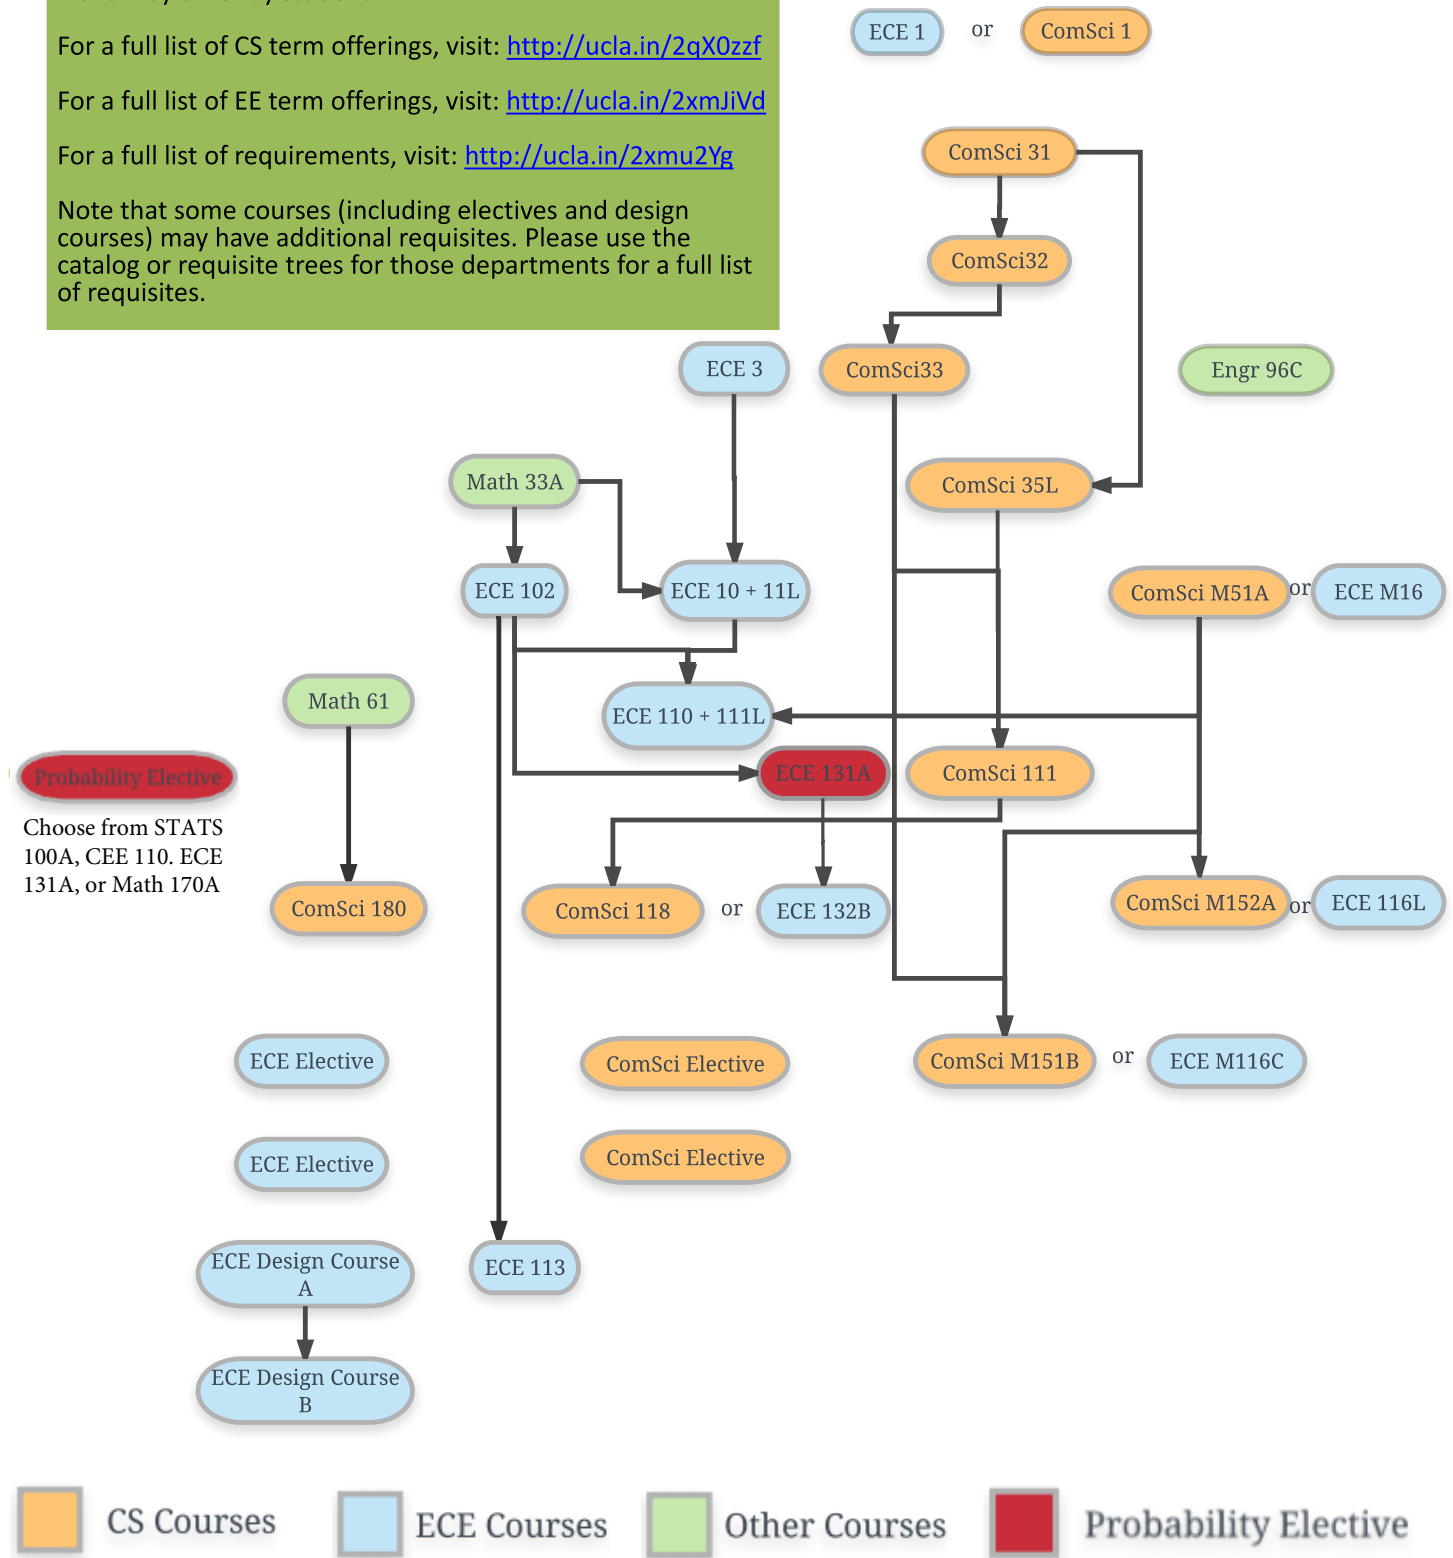 For a full list of CS term offerings, visit: http://ucla.in/2qX0zzf
For a full list of EE term offerings, visit: http://ucla.in/2xmJiVd
For a full list of requirements, visit: http://ucla.in/2xmu2Yg
Note that some courses (including electives and design
courses) may have additional requisites. Please use the
catalog or requisite trees for those departments for a full list
of requisites.
ECE 1 or ComSci 1
ComSci 31
ComSci32
ECE 3
ComSci33
Engr 96C
Math 33A
ComSci 35L
ECE 102
ECE 10 + 11L
ComSci M51A or ECE M16
Math 61
ECE 110 + 111L
Probability Elective
Choose from STATS
100A, CEE 110. ECE
131A, or Math 170A
ECE 131A
ComSci 111
ComSci 180
ComSci 118 or ECE 132B
ComSci M152A or ECE 116L
ECE Elective
ComSci Elective
ComSci M151B or ECE M116C
ECE Elective
ComSci Elective
ECE Design Course
A
ECE 113
ECE Design Course
B
CS Courses
ECE Courses
Other Courses
Probability Elective